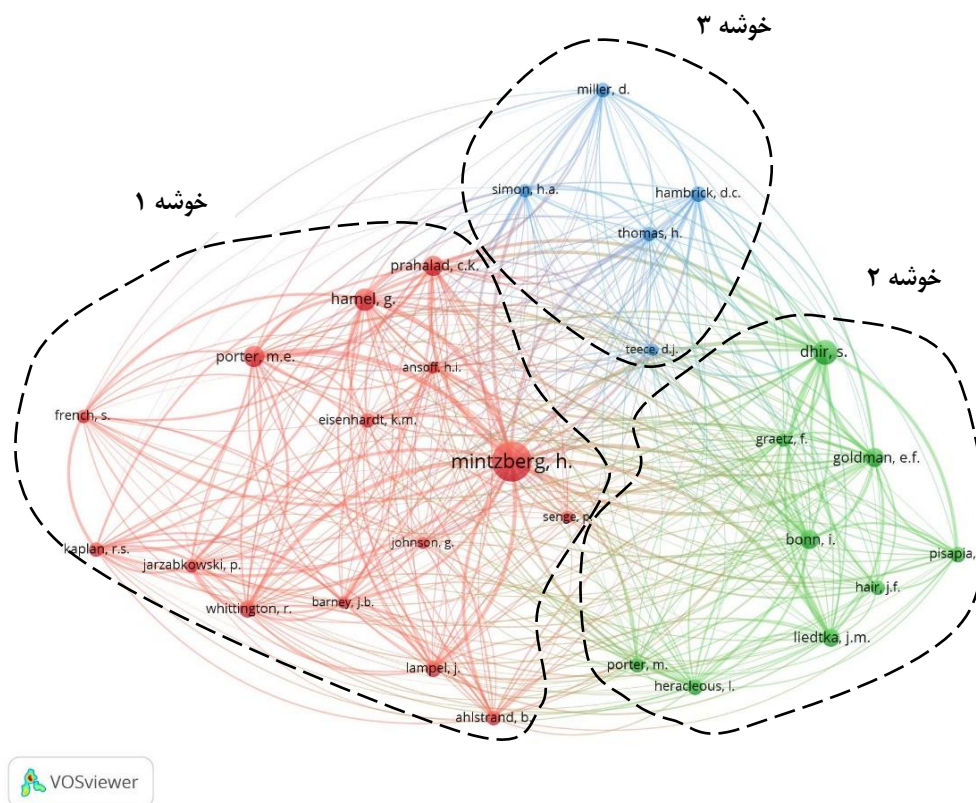 خوشه ۳
miller, d.
simon, h.a.
hambrick, d.c.
خوشه ۱
thomas, h.
prahalad, c.k.
خوشه ۲
hamel, g.
teece, d.j.
dhir, s.
porter, m.e.
ansoff, h.i.
french, s.
eisenhardt, k.m.
graetz, f.
goldman, e.f.
mintzberg, h.
senge, p.
bonn, i.
johnson, g.
kaplan, r.s.
pisapia,
jarzabkowski, p.
hair, j.f.
barney, j.b.
whittington, r.
liedtka, j.m.
lampel, j.
porter, m.
heracleous, l.
ahlstrand, b.
VOSviewer